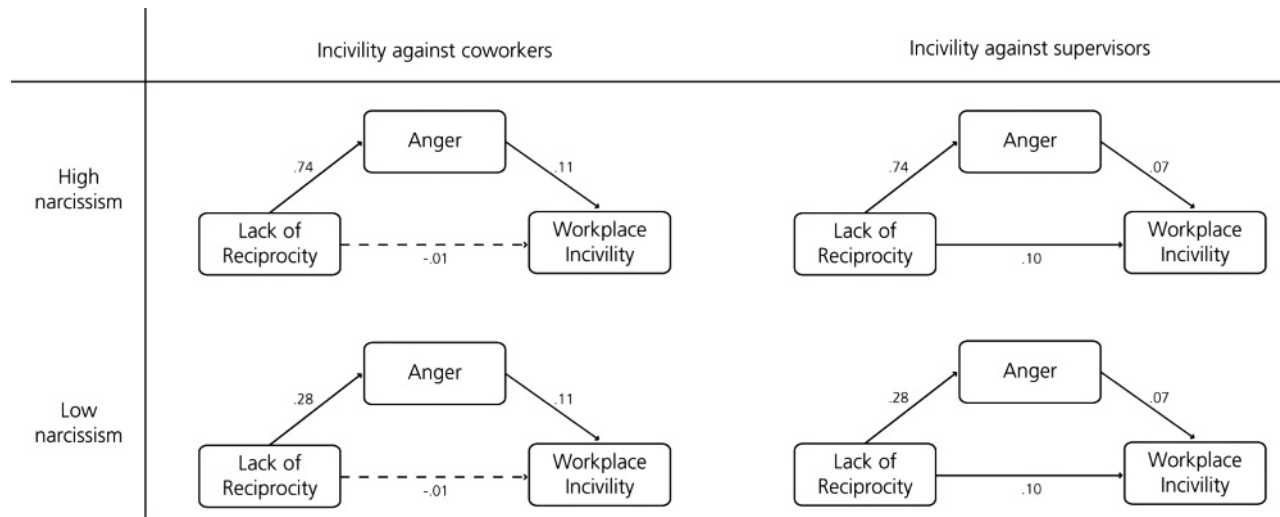 Incivility against coworkers
Incivility against supervisors
High
narcissism
Anger
.74
.11
Lack of
Reciprocity
-.01
Workplace
Incivility
Anger
.74
.07
Lack of
Reciprocity
.10
Workplace
Incivility
Low
narcissism
Anger
.28
.11
Lack of
Reciprocity
-.01
Workplace
Incivility
Anger
.28
.07
Lack of
Reciprocity
.10
Workplace
Incivility